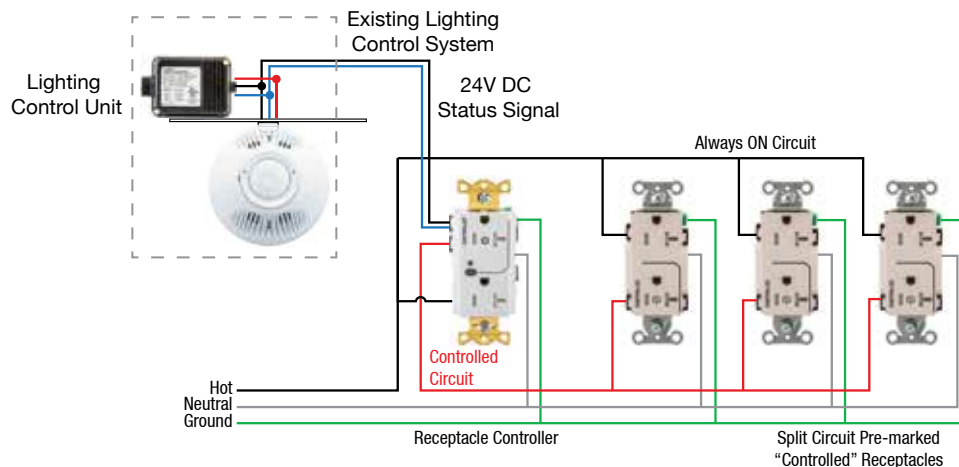 Existing Lighting
Control System
Lighting
Control Unit
24V DC
Status Signal
Always ON Circuit
Controlled
Circuit
Hot
Neutral
Ground
Receptacle Controller
Split Circuit Pre-marked
“Controlled” Receptacles